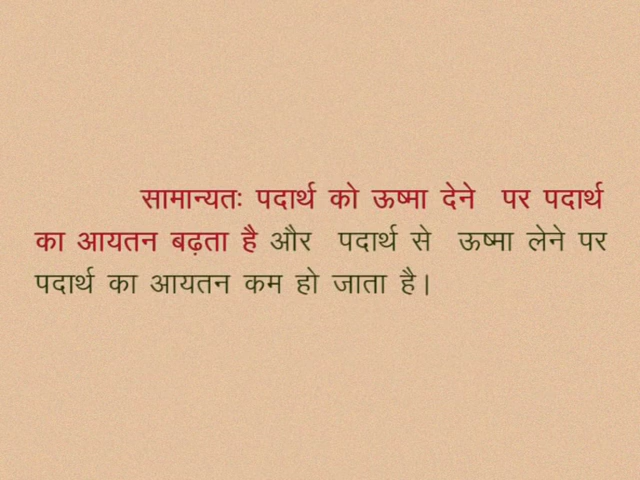 सामान्यतः पदार्थ को ऊष्मा देने पर पदार्थ
का आयतन बढ़ता है और पदार्थ से ऊष्मा लेने पर
पदार्थ का आयतन कम हो जाता है।